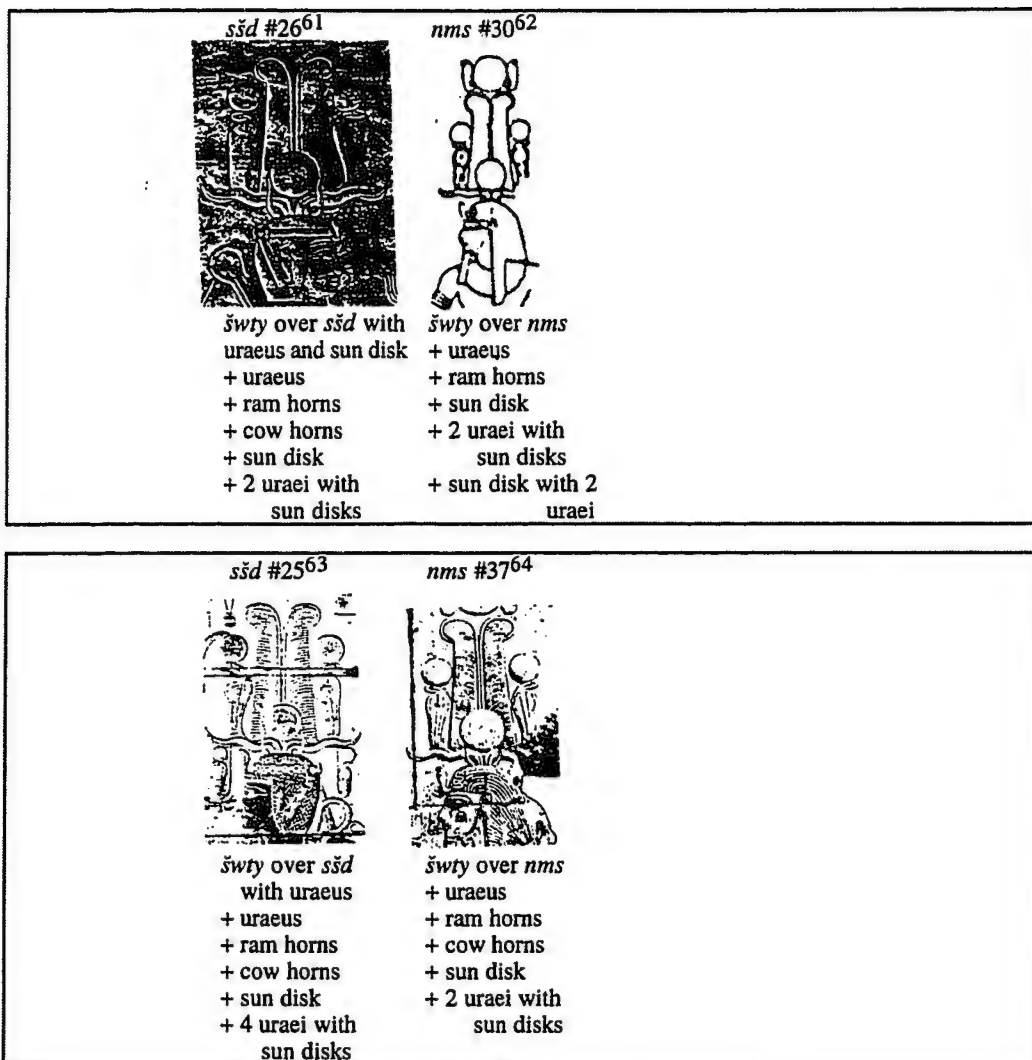 sšd #26⁶¹
šwty over sšd with
uraeus and sun disk
+ uraeus
+ ram horns
+ cow horns
+ sun disk
+ 2 uraei with
sun disks
nms #30⁶²
šwty over nms
+ uraeus
+ ram horns
+ sun disk
+ 2 uraei with
sun disks
+ sun disk with 2
uraei
sšd #25⁶³
šwty over sšd
with uraeus
+ uraeus
+ ram horns
+ cow horns
+ sun disk
+ 4 uraei with
sun disks
nms #37⁶⁴
šwty over nms
+ uraeus
+ ram horns
+ cow horns
+ sun disk
+ 2 uraei with
sun disks